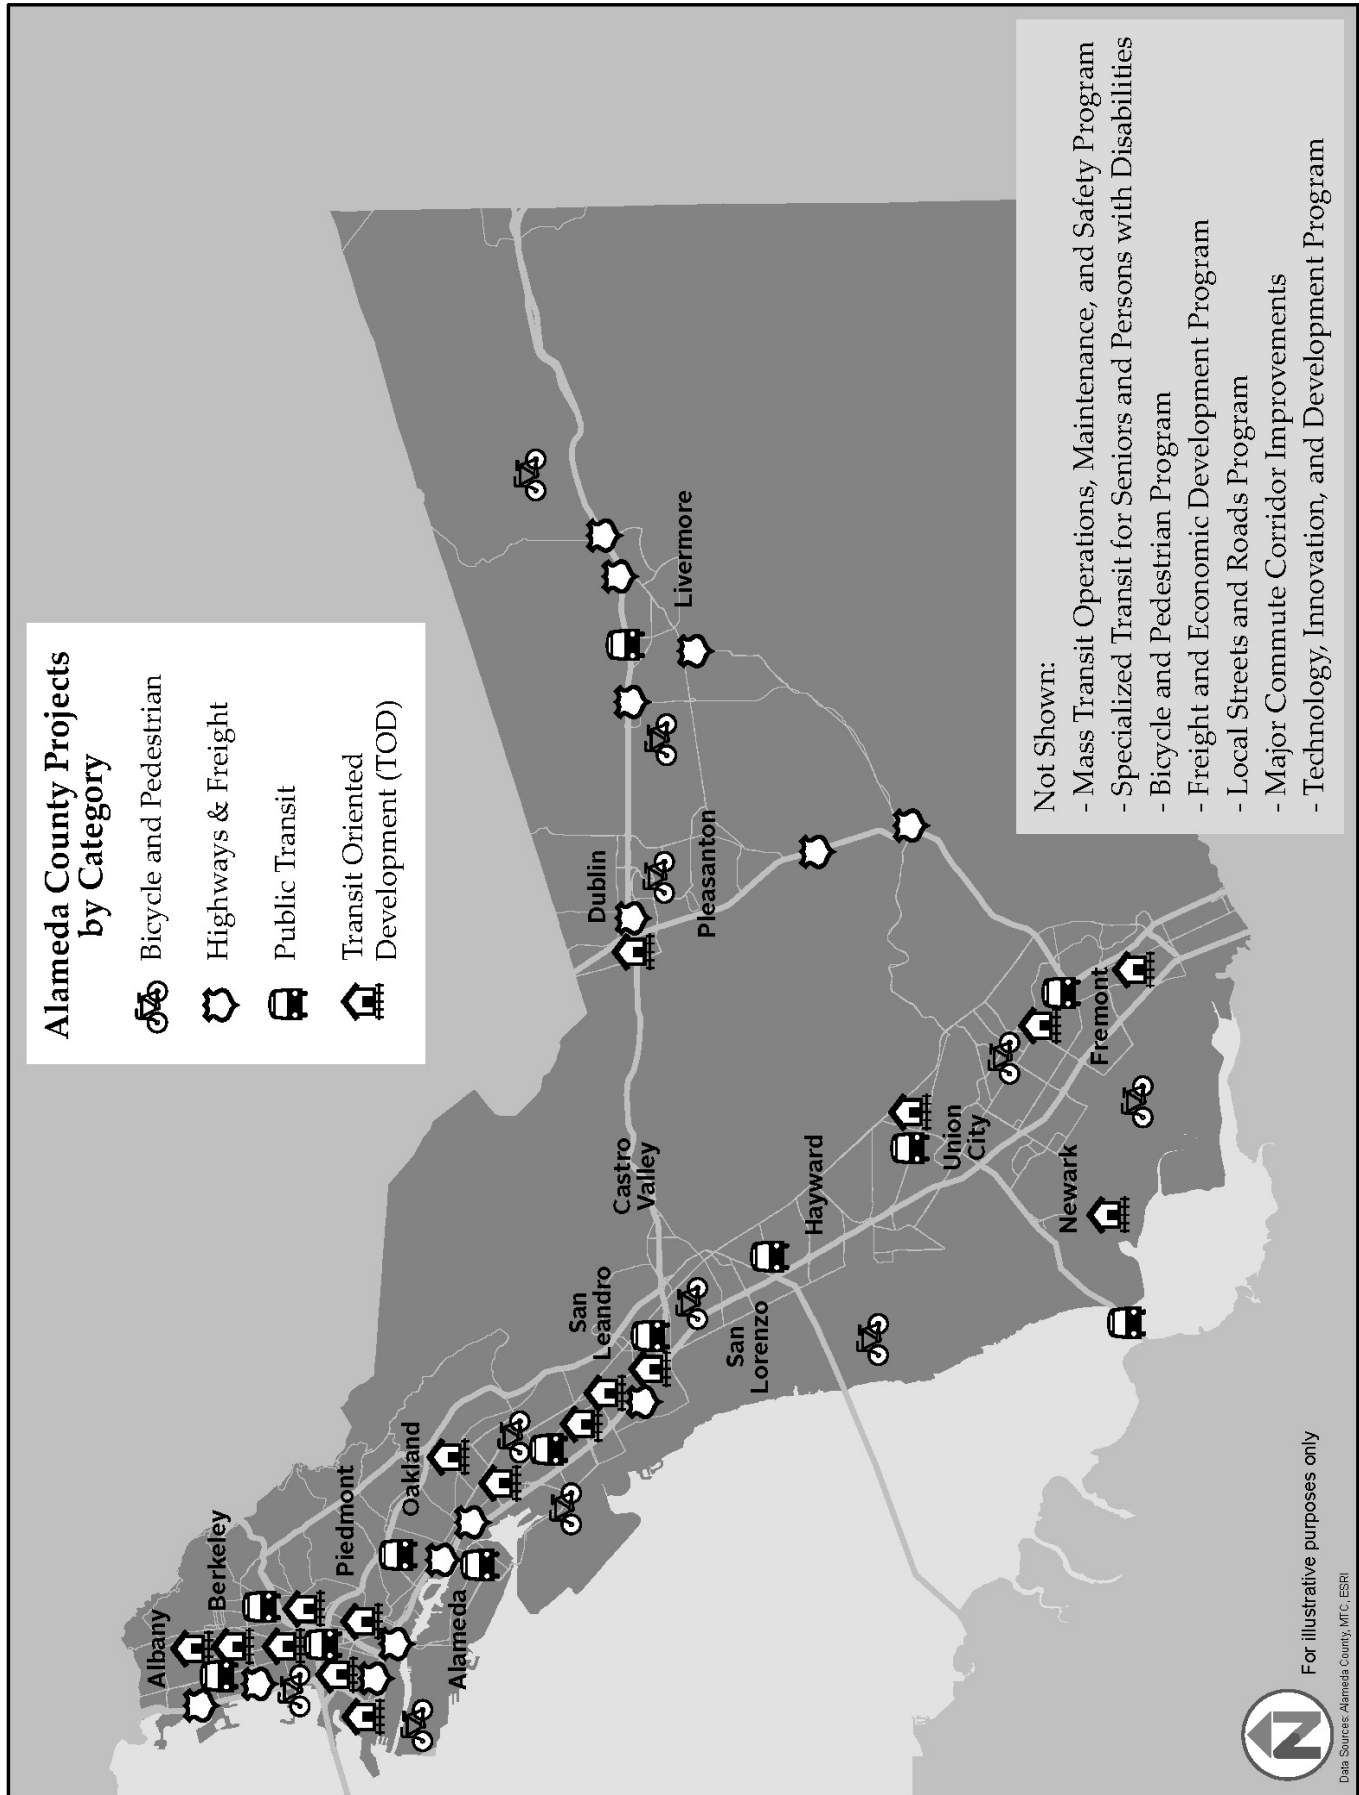 Alameda County Projects
by Category
Bicycle and Pedestrian
Highways & Freight
Public Transit
Transit Oriented
Development (TOD)
Albany
Berkeley
Piedmont
Oakland
Alameda
San
Leandro
San
Lorenzo
Castro
Valley
Hayward
Union
City
Newark
Fremont
Dublin
Pleasanton
Livermore
Not Shown:
- Mass Transit Operations, Maintenance, and Safety Program
- Specialized Transit for Seniors and Persons with Disabilities
- Bicycle and Pedestrian Program
- Freight and Economic Development Program
- Local Streets and Roads Program
- Major Commute Corridor Improvements
- Technology, Innovation, and Development Program
N
For illustrative purposes only
Data Sources: Alameda County, MTC, ESRI